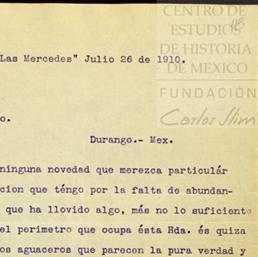 CENTRO DE
ESTUDIOS
DE HISTORIA
DE MEXICO
FUNDACIÓN
Carlos Slim
Las Mercedes" Julio 26 de 1910.
o.
Durango.- Mex.
ninguna novedad que merezca particulár
cion que téngo por la falta de abundan-
que ha llovido algo, más no lo suficiente
el perimetro que ocupa ésta Hda. és quiza
os aguaceros que parecen la pura verdad y